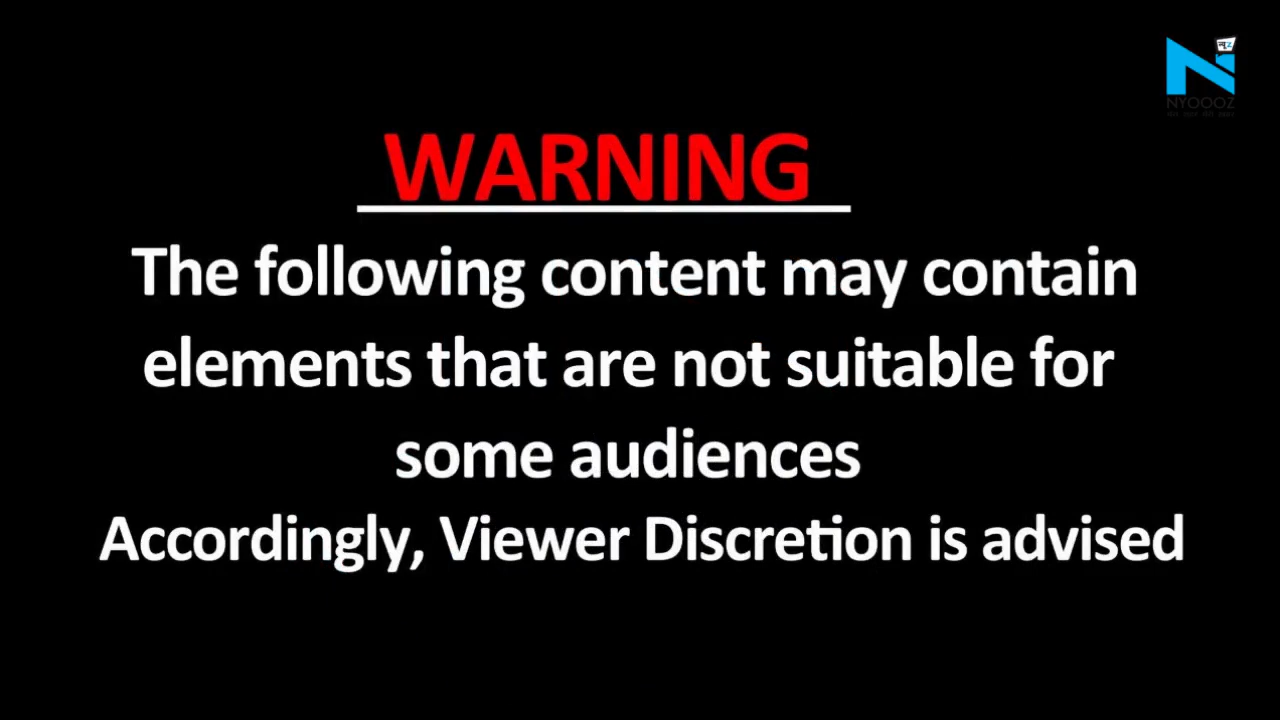 NYOOOZ
WARNING
The following content may contain
elements that are not suitable for
some audiences
Accordingly, Viewer Discretion is advised